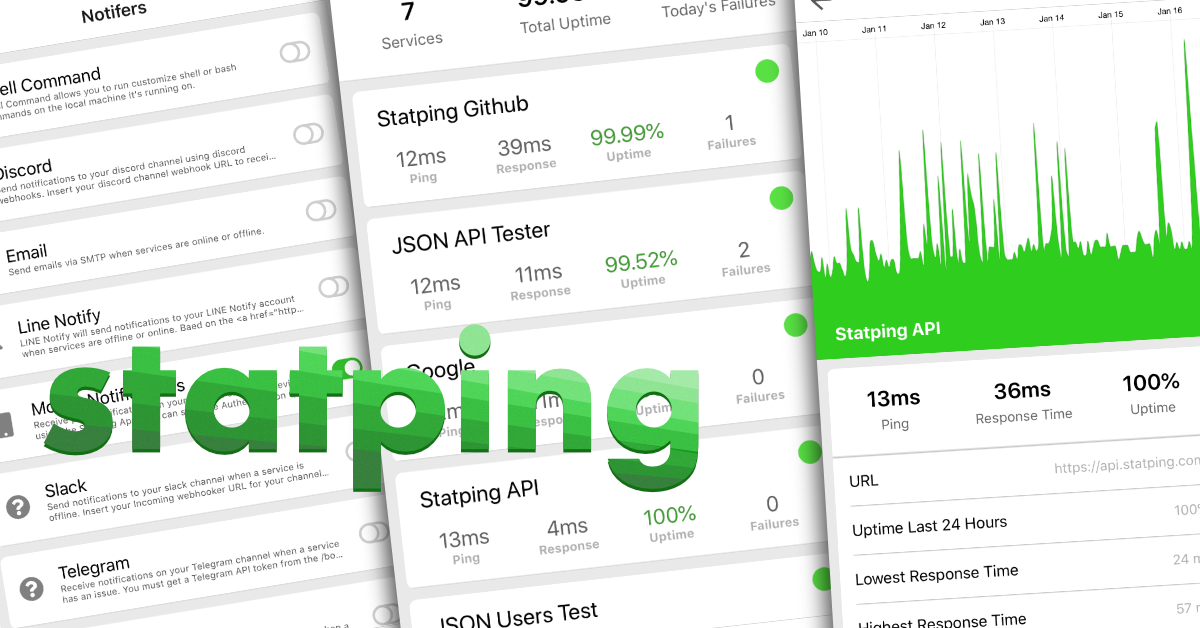 Notifers
ell Command
l Command allows you to run customize shell or bash
mmands on the local machine it's running on.
Discord
end notifications to your discord channel using discord
webhooks. Insert your discord channel webhook URL to recei...
Email
Send emails via SMTP when services are online or offline.
Line Notify
LINE Notify will send notifications to your LINE Notify account
when services are offline or online. Baed on the <a href="http...
Slack
Send notifications to your slack channel when a service is
offline. Insert your Incoming webhooker URL for your channel...
Telegram
Receive notifications on your Telegram channel when a service
has an issue. You must get a Telegram API token from the /bo...
statping
7
Services
Total Uptime
Today's Failures
Statping Github
12ms 39ms 99.99% 1
Ping Response Uptime Failures
JSON API Tester
12ms 11ms 99.52% 2
Ping Response Uptime Failures
Google
0
Uptime Failures
Statping API
13ms 4ms 100% 0
Ping Response Uptime Failures
JSON Users Test
Jan 10 Jan 11 Jan 12 Jan 13 Jan 14 Jan 15 Jan 16
Statping API
13ms 36ms 100%
Ping Response Time Uptime
URL https://api.statping.com
Uptime Last 24 Hours 100%
Lowest Response Time 24 m
Highest Response Time 57 m